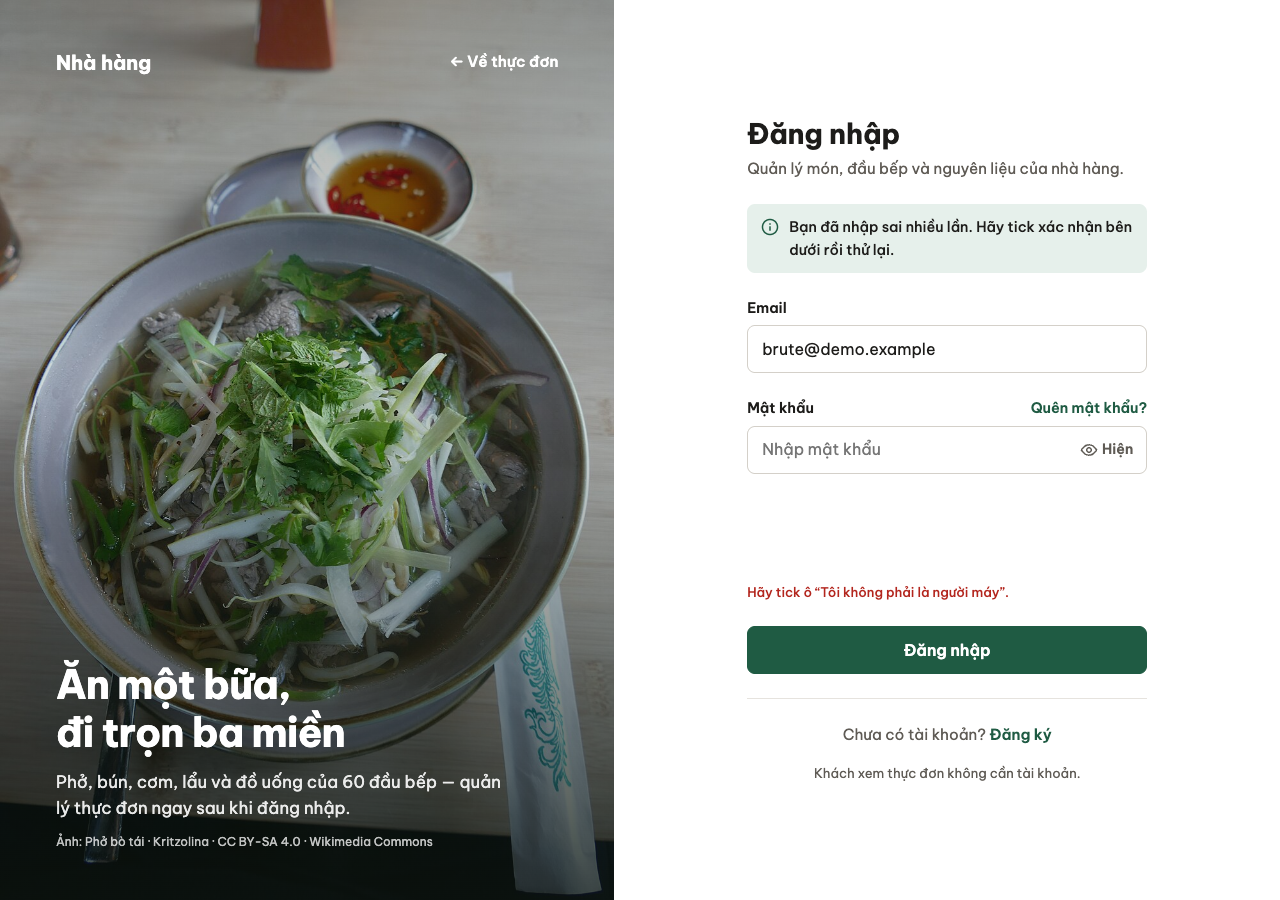 Nhà hàng
← Về thực đơn
Ăn một bữa,
đi trọn ba miền
Phở, bún, cơm, lẩu và đồ uống của 60 đầu bếp — quản
lý thực đơn ngay sau khi đăng nhập.
Ảnh: Phở bò tái · Kritzolina · CC BY-SA 4.0 · Wikimedia Commons
Đăng nhập
Quản lý món, đầu bếp và nguyên liệu của nhà hàng.
Bạn đã nhập sai nhiều lần. Hãy tick xác nhận bên
dưới rồi thử lại.
Email
brute@demo.example
Mật khẩu
Quên mật khẩu?
Nhập mật khẩu
Hiện
Hãy tick ô “Tôi không phải là người máy”.
Đăng nhập
Chưa có tài khoản? Đăng ký
Khách xem thực đơn không cần tài khoản.